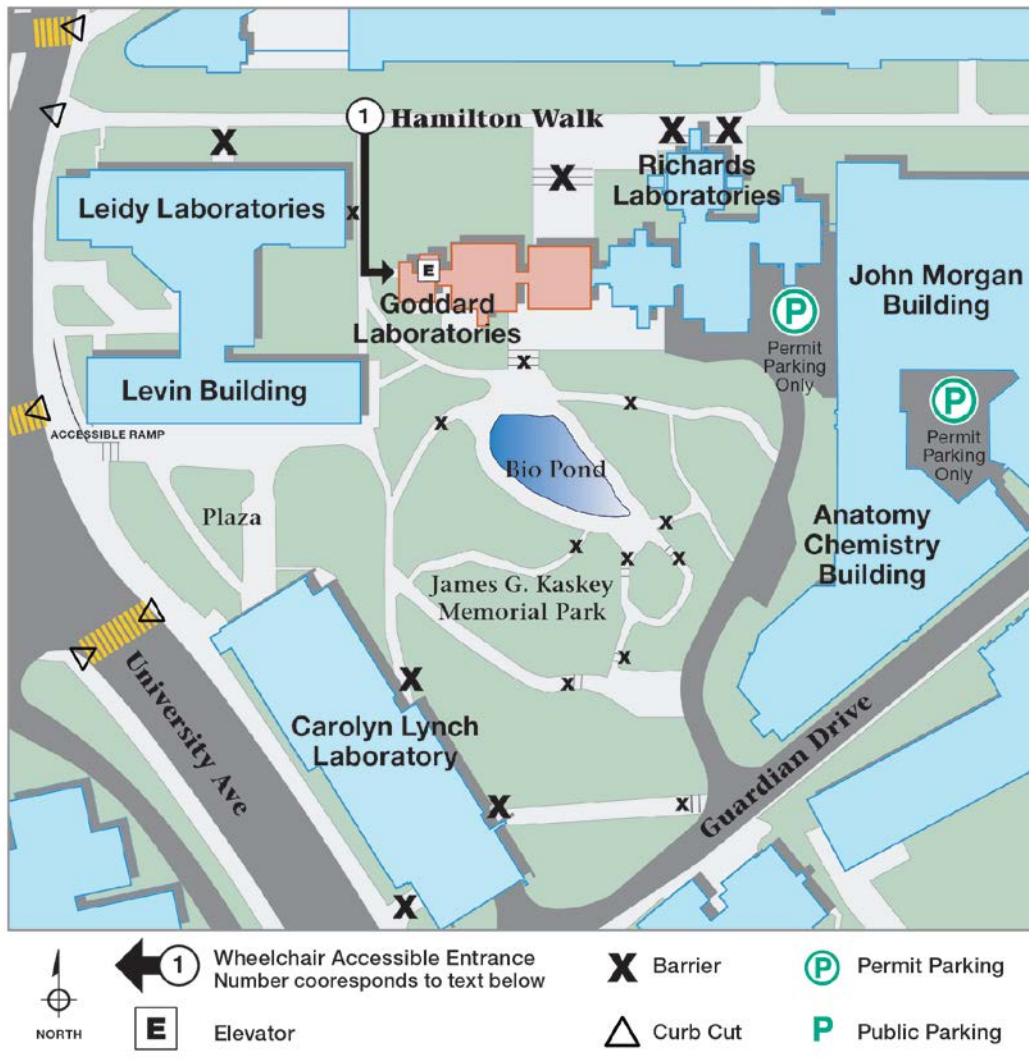 1
Hamilton Walk
X
X
X
X
Richards
Laboratories
Leidy Laboratories
x
E
Goddard
Laboratories
John Morgan
Building
P
Permit
Parking
Only
x
Levin Building
P
Permit
Parking
Only
x
x
ACCESSIBLE RAMP
Bio Pond
Plaza
x
Anatomy
Chemistry
Building
x
x
x
James G. Kaskey
Memorial Park
x
x
X
University Ave
Carolyn Lynch
Laboratory
Guardian Drive
X
x
X
1
Wheelchair Accessible Entrance
Number cooresponds to text below
X
Barrier
P
Permit Parking
NORTH
E
Elevator
Curb Cut
P
Public Parking